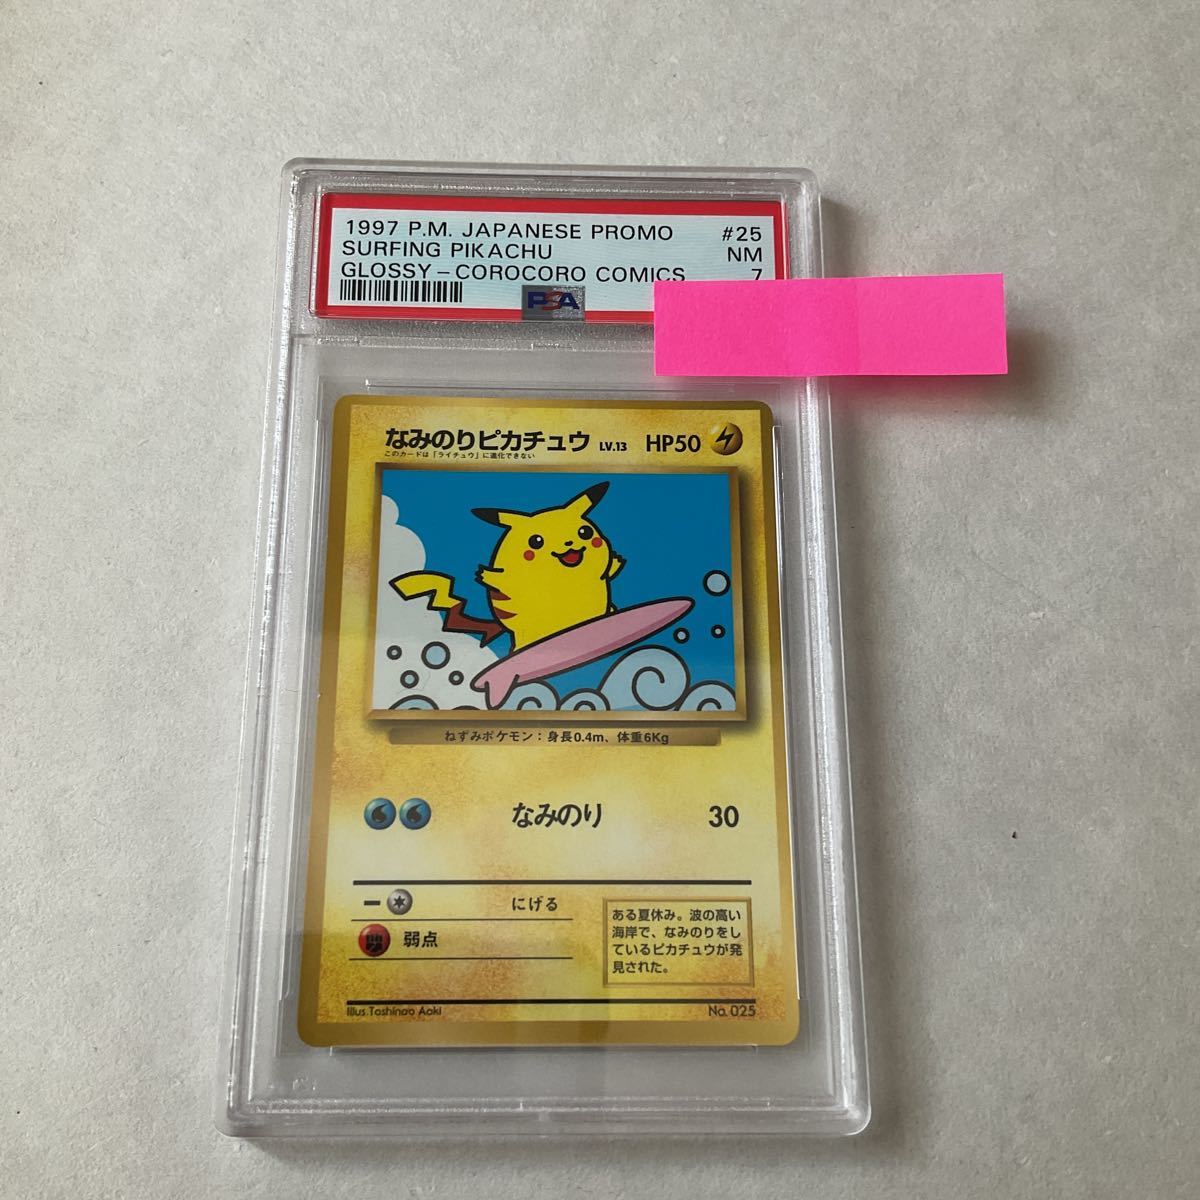 1997 P.M. JAPANESE PROMO #25
SURFING PIKACHU NM
GLOSSY-COROCORO COMICS 7
PSA
なみのりピカチュウ LV.13 HP50
このカードは「ライチュウ」に進化できない
ねずみポケモン：身長0.4m、体重6Kg
なみのり 30
にげる
弱点
ある夏休み。波の高い
海岸で、なみのりをし
ているピカチュウが発
見された。
Illus.Toshinao Aoki No.025